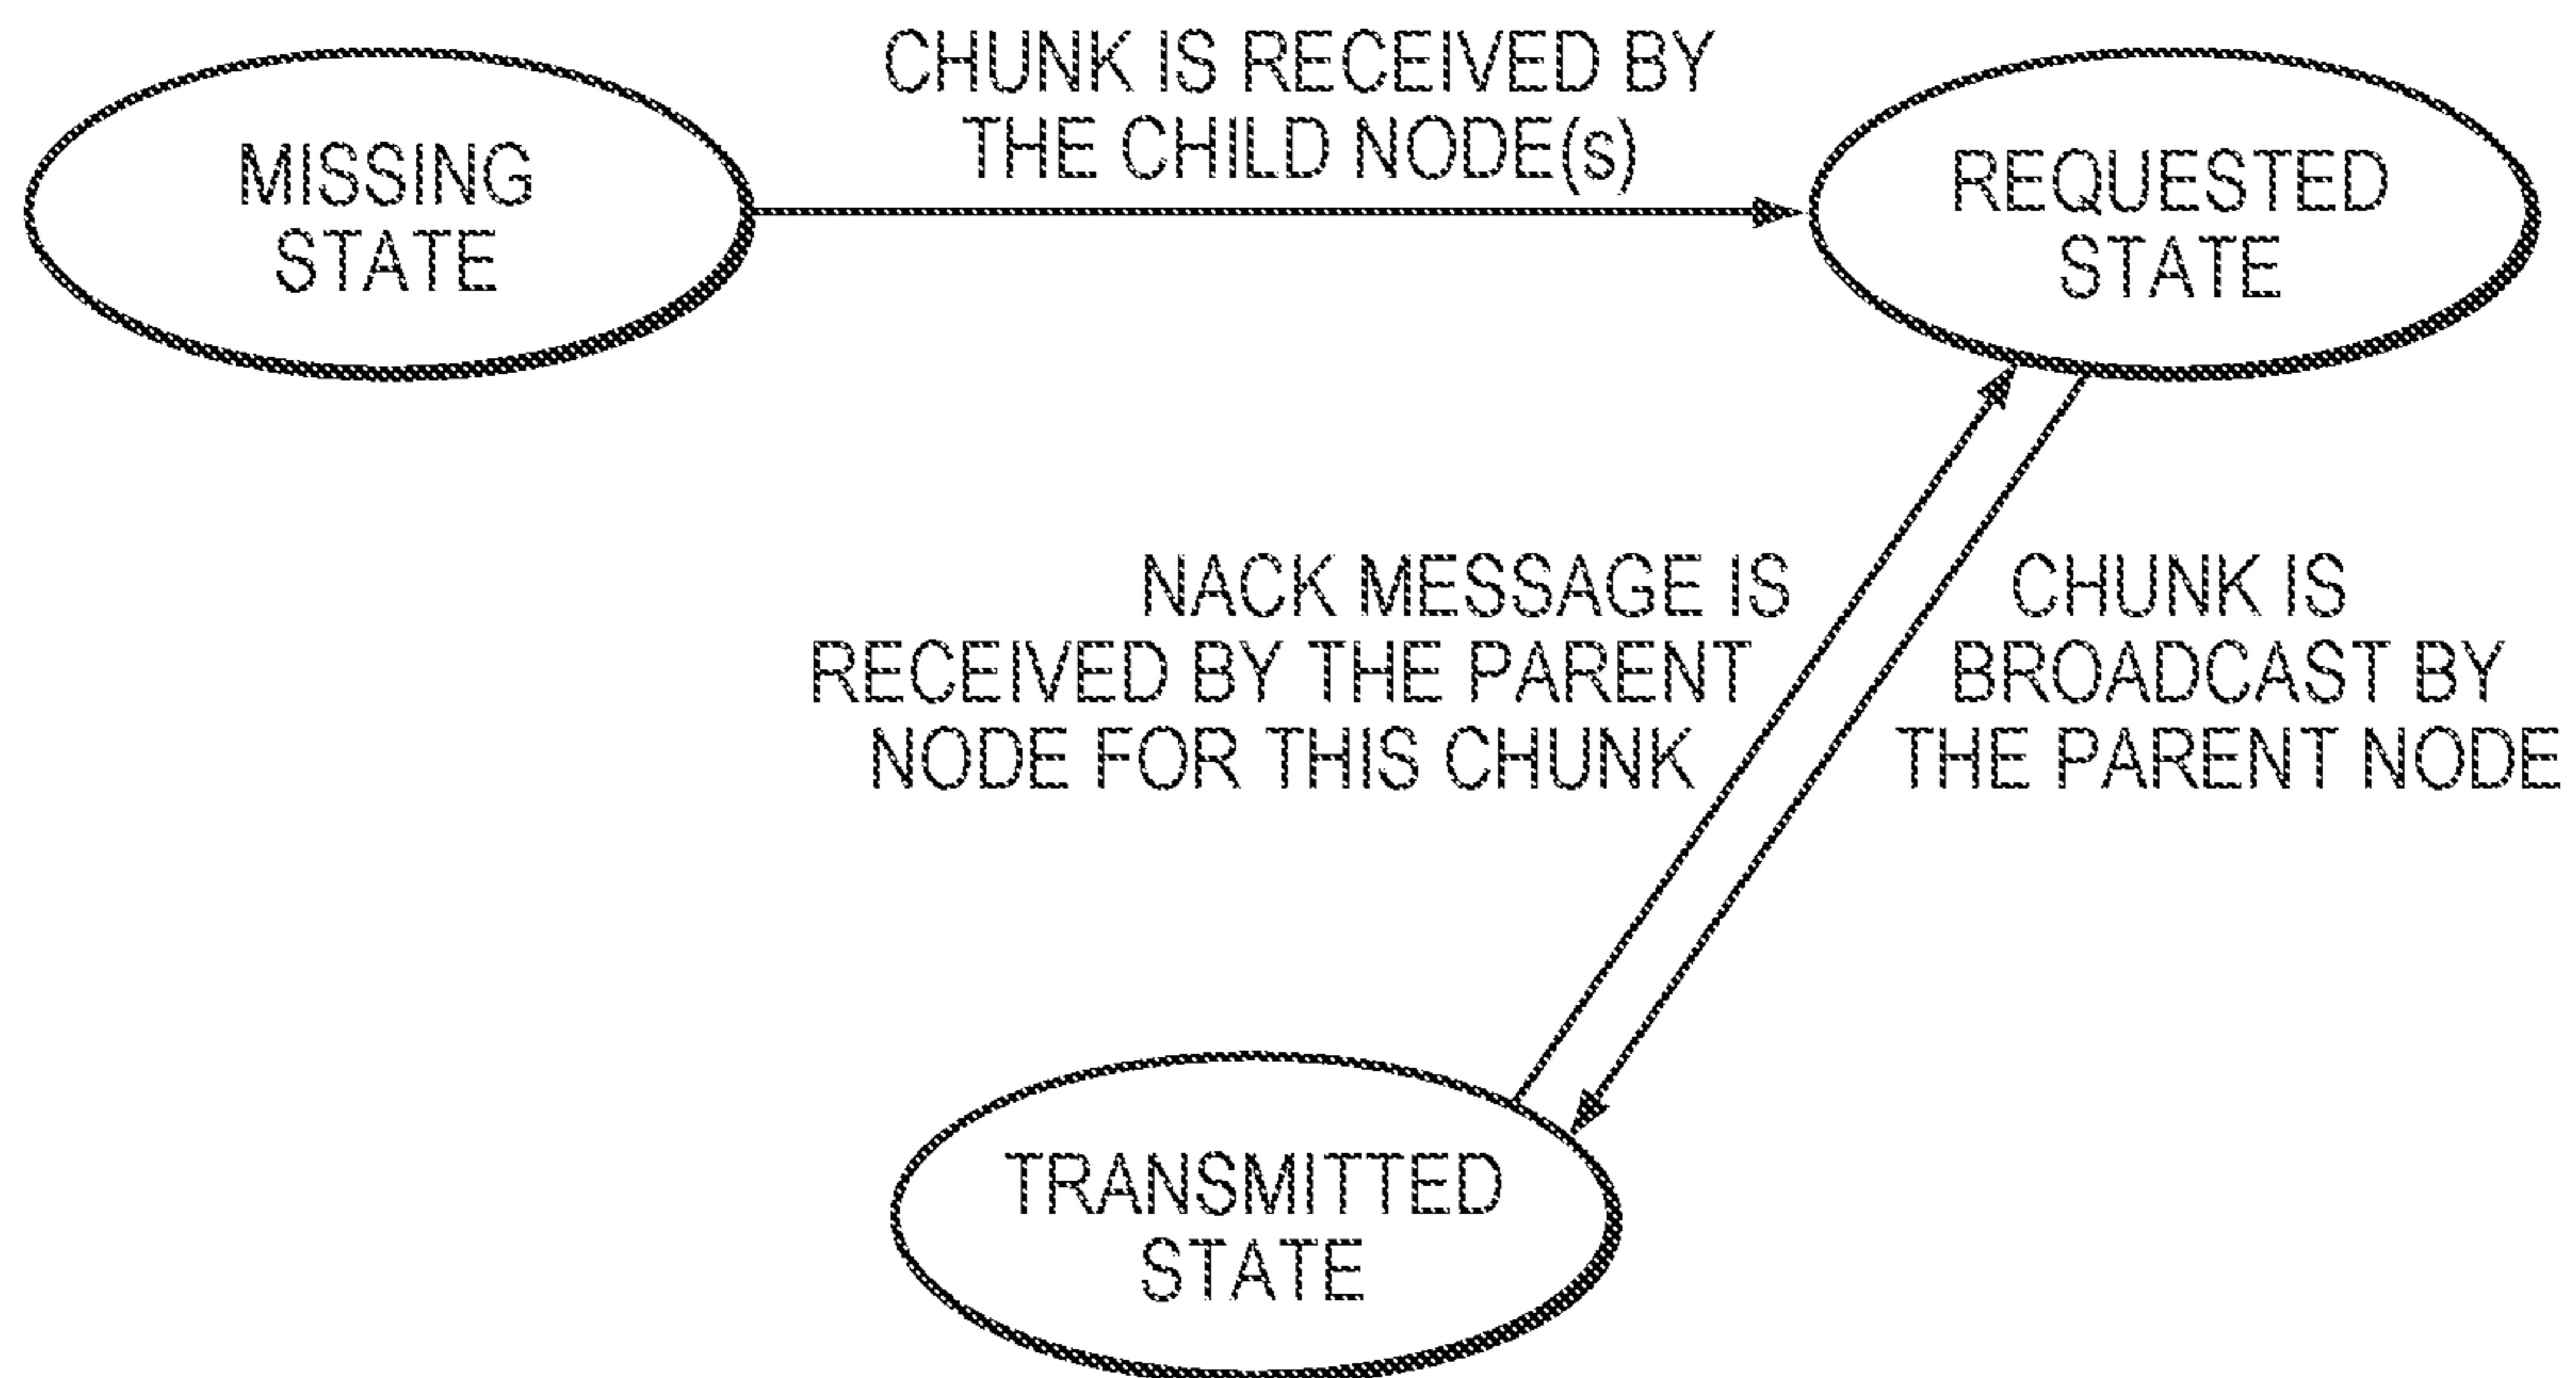 CHUNK IS RECEIVED BY
THE CHILD NODE(s)
MISSING
STATE
REQUESTED
STATE
NACK MESSAGE IS
RECEIVED BY THE PARENT
NODE FOR THIS CHUNK
CHUNK IS
BROADCAST BY
THE PARENT NODE
TRANSMITTED
STATE